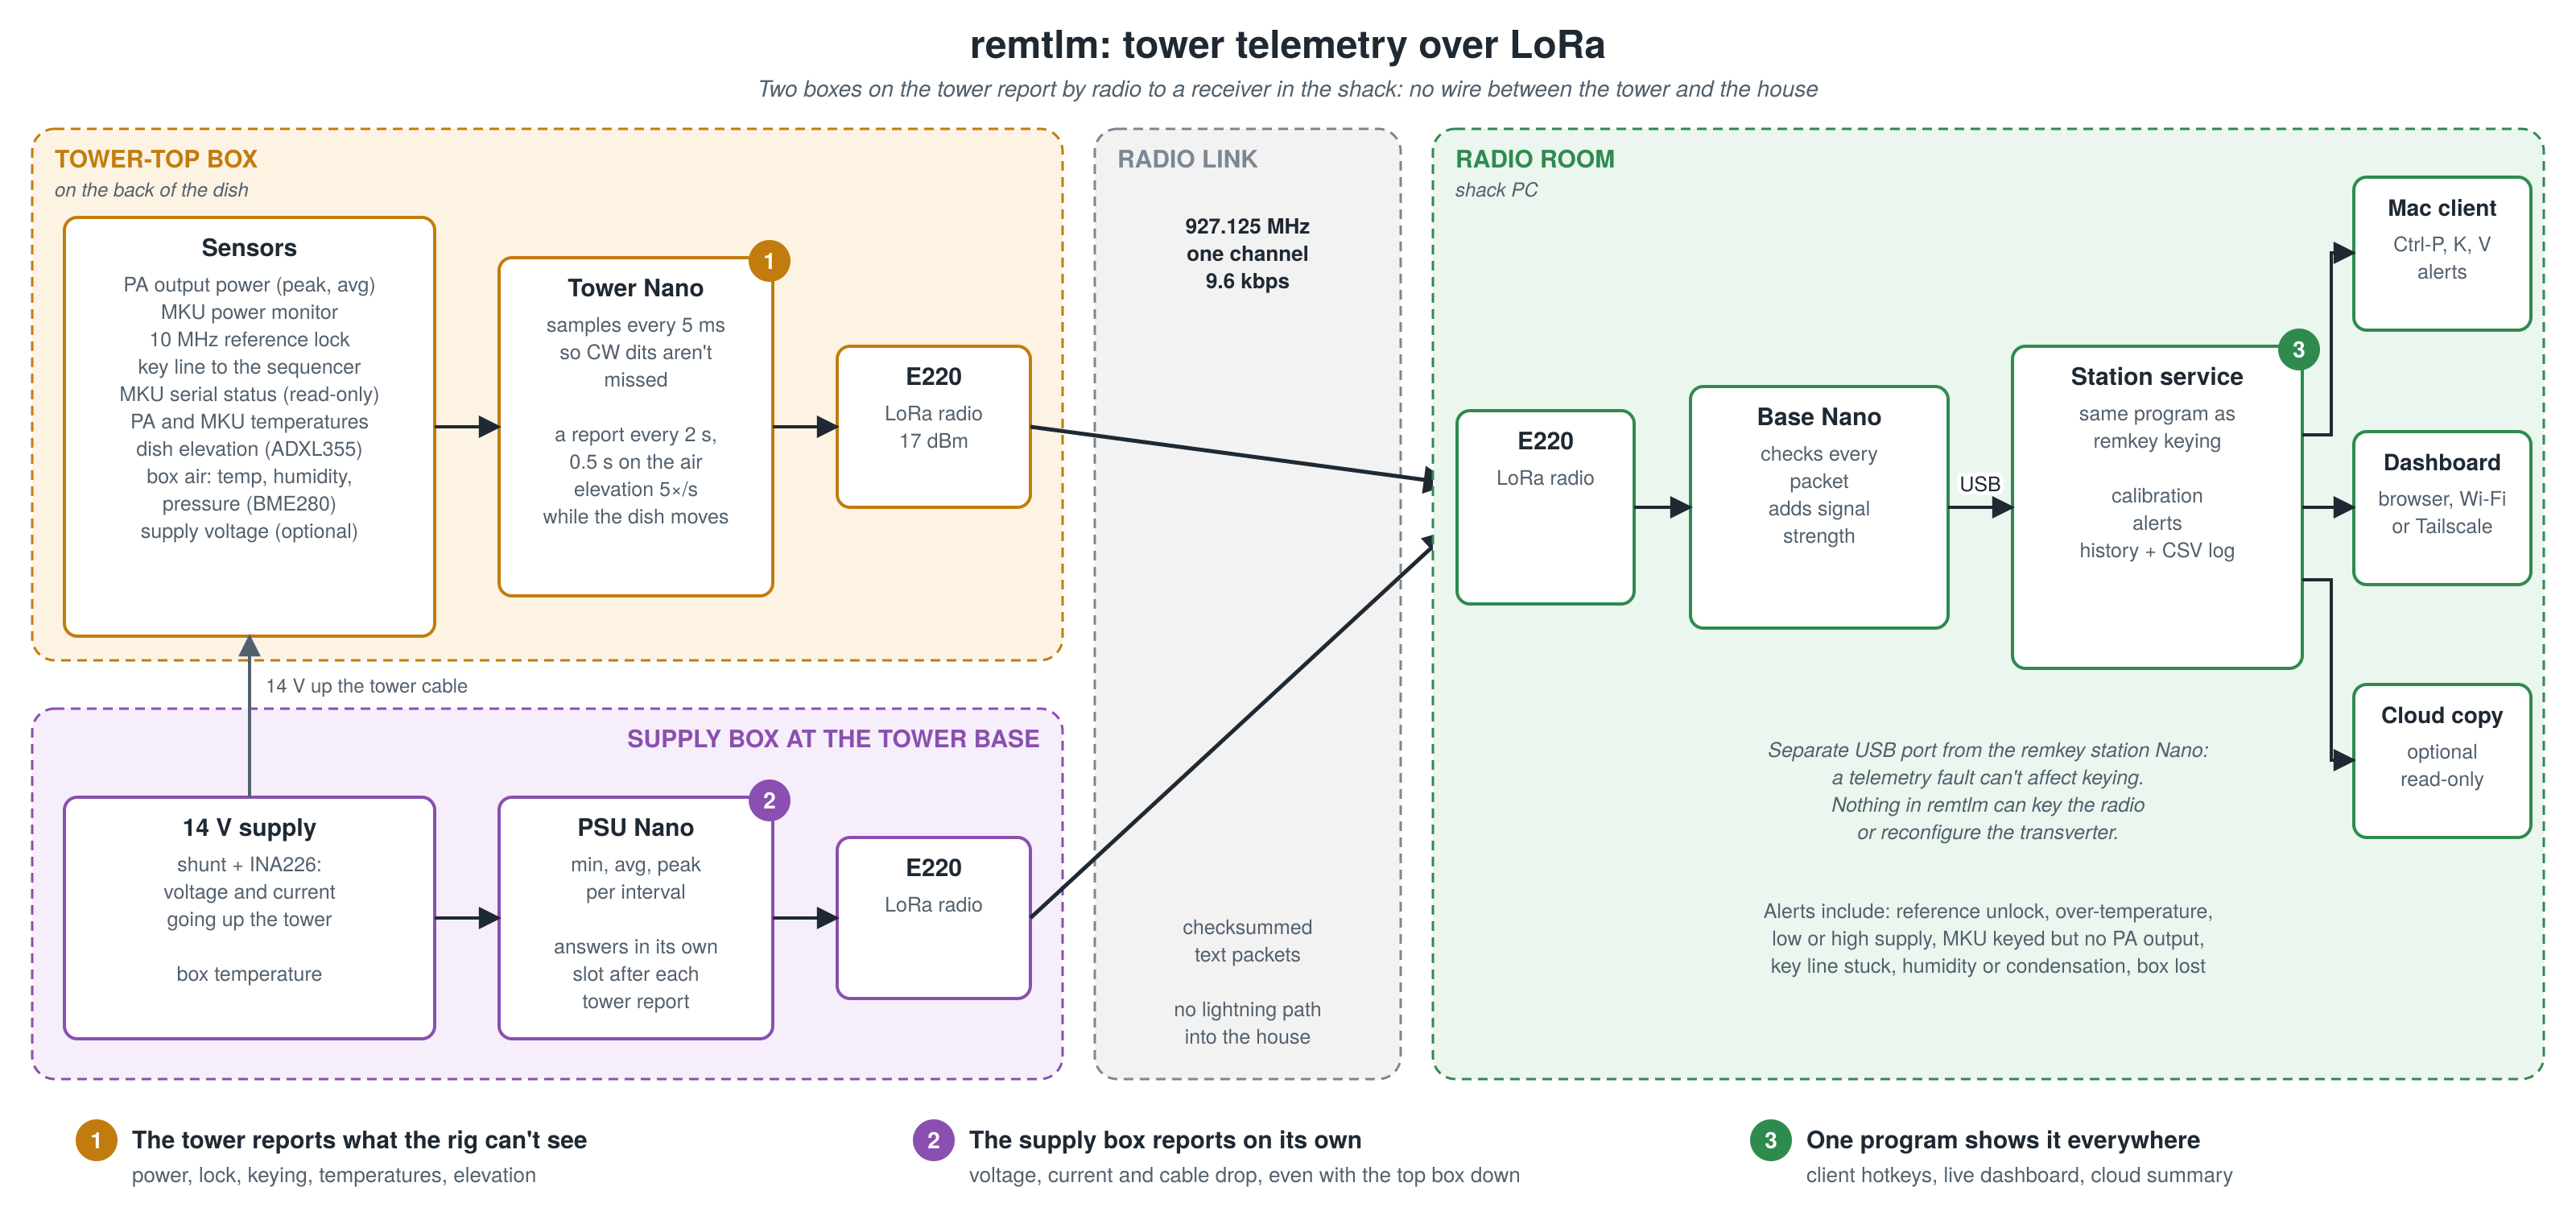 remtlm: tower telemetry over LoRa
Two boxes on the tower report by radio to a receiver in the shack: no wire between the tower and the house
TOWER-TOP BOX
on the back of the dish
Sensors
PA output power (peak, avg)
MKU power monitor
10 MHz reference lock
key line to the sequencer
MKU serial status (read-only)
PA and MKU temperatures
dish elevation (ADXL355)
box air: temp, humidity,
pressure (BME280)
supply voltage (optional)
1
Tower Nano
samples every 5 ms
so CW dits aren't
missed
a report every 2 s,
0.5 s on the air
elevation 5×/s
while the dish moves
E220
LoRa radio
17 dBm
14 V up the tower cable
SUPPLY BOX AT THE TOWER BASE
14 V supply
shunt + INA226:
voltage and current
going up the tower
box temperature
2
PSU Nano
min, avg, peak
per interval
answers in its own
slot after each
tower report
E220
LoRa radio
RADIO LINK
927.125 MHz
one channel
9.6 kbps
checksummed
text packets
no lightning path
into the house
RADIO ROOM
shack PC
E220
LoRa radio
Base Nano
checks every
packet
adds signal
strength
USB
3
Station service
same program as
remkey keying
calibration
alerts
history + CSV log
Mac client
Ctrl-P, K, V
alerts
Dashboard
browser, Wi-Fi
or Tailscale
Cloud copy
optional
read-only
Separate USB port from the remkey station Nano:
a telemetry fault can't affect keying.
Nothing in remtlm can key the radio
or reconfigure the transverter.
Alerts include: reference unlock, over-temperature,
low or high supply, MKU keyed but no PA output,
key line stuck, humidity or condensation, box lost
1 The tower reports what the rig can't see
power, lock, keying, temperatures, elevation
2 The supply box reports on its own
voltage, current and cable drop, even with the top box down
3 One program shows it everywhere
client hotkeys, live dashboard, cloud summary